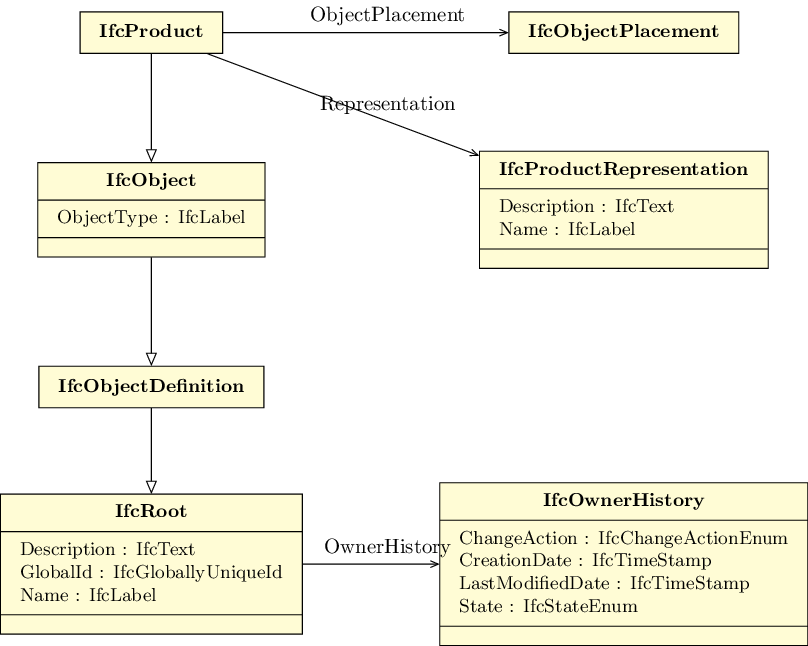 IfcProduct
ObjectPlacement
IfcObjectPlacement
Representation
IfcObject
ObjectType : IfcLabel
IfcProductRepresentation
Description : IfcText
Name : IfcLabel
IfcObjectDefinition
IfcRoot
Description : IfcText
GlobalId : IfcGloballyUniqueId
Name : IfcLabel
OwnerHistory
IfcOwnerHistory
ChangeAction : IfcChangeActionEnum
CreationDate : IfcTimeStamp
LastModifiedDate : IfcTimeStamp
State : IfcStateEnum